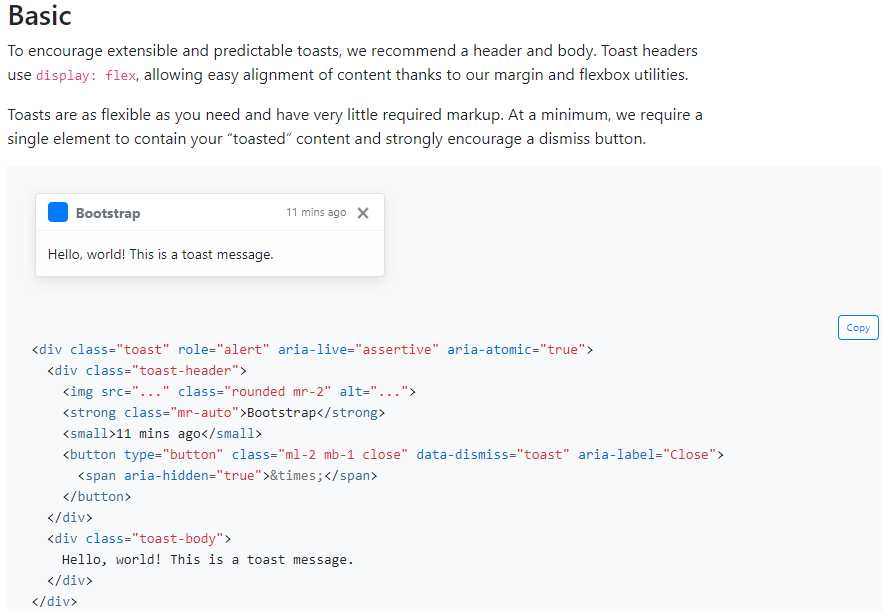 Basic
To encourage extensible and predictable toasts, we recommend a header and body. Toast headers
use display: flex, allowing easy alignment of content thanks to our margin and flexbox utilities.
Toasts are as flexible as you need and have very little required markup. At a minimum, we require a
single element to contain your “toasted” content and strongly encourage a dismiss button.
Bootstrap 11 mins ago ×
Hello, world! This is a toast message.
Copy
<div class="toast" role="alert" aria-live="assertive" aria-atomic="true">
  <div class="toast-header">
    <img src="..." class="rounded mr-2" alt="...">
    <strong class="mr-auto">Bootstrap</strong>
    <small>11 mins ago</small>
    <button type="button" class="ml-2 mb-1 close" data-dismiss="toast" aria-label="Close">
      <span aria-hidden="true">&times;</span>
    </button>
  </div>
  <div class="toast-body">
    Hello, world! This is a toast message.
  </div>
</div>